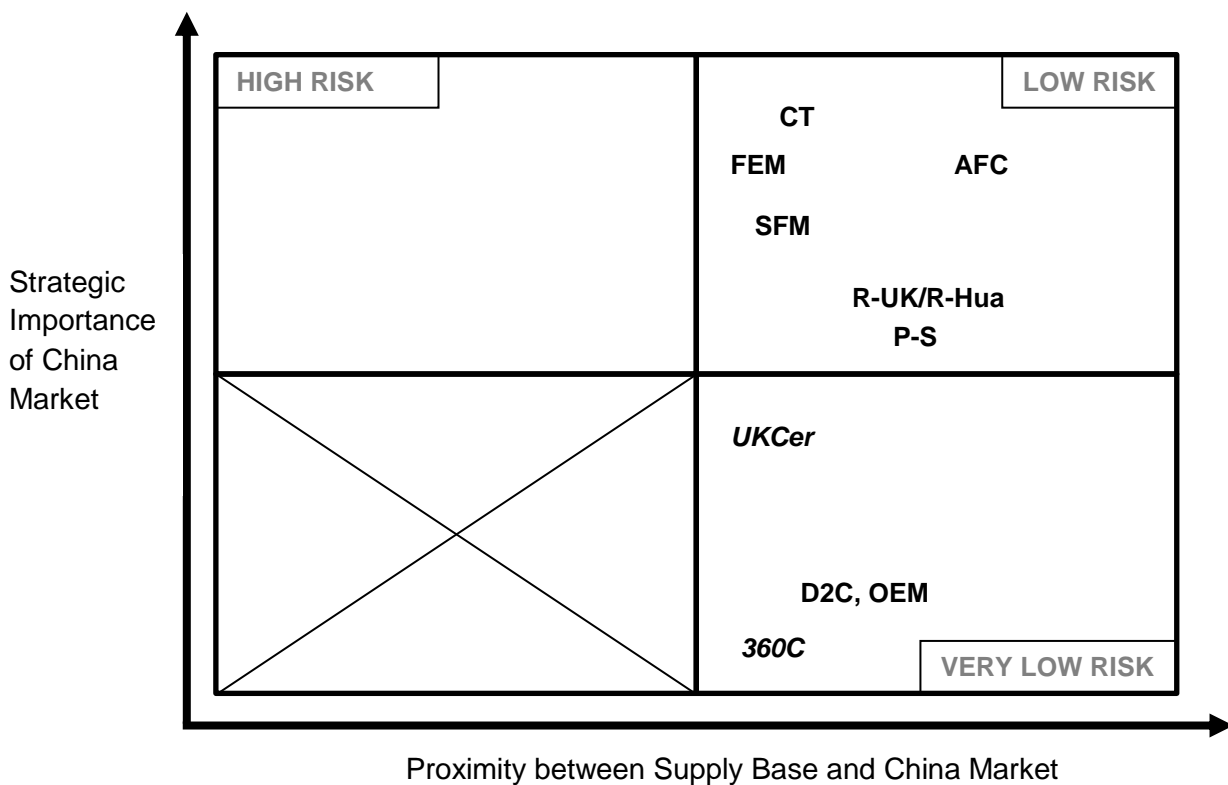 HIGH RISK
LOW RISK
CT
FEM AFC
SFM
R-UK/R-Hua
P-S
Strategic
Importance
of China
Market
UKCer
D2C, OEM
360C
VERY LOW RISK
Proximity between Supply Base and China Market